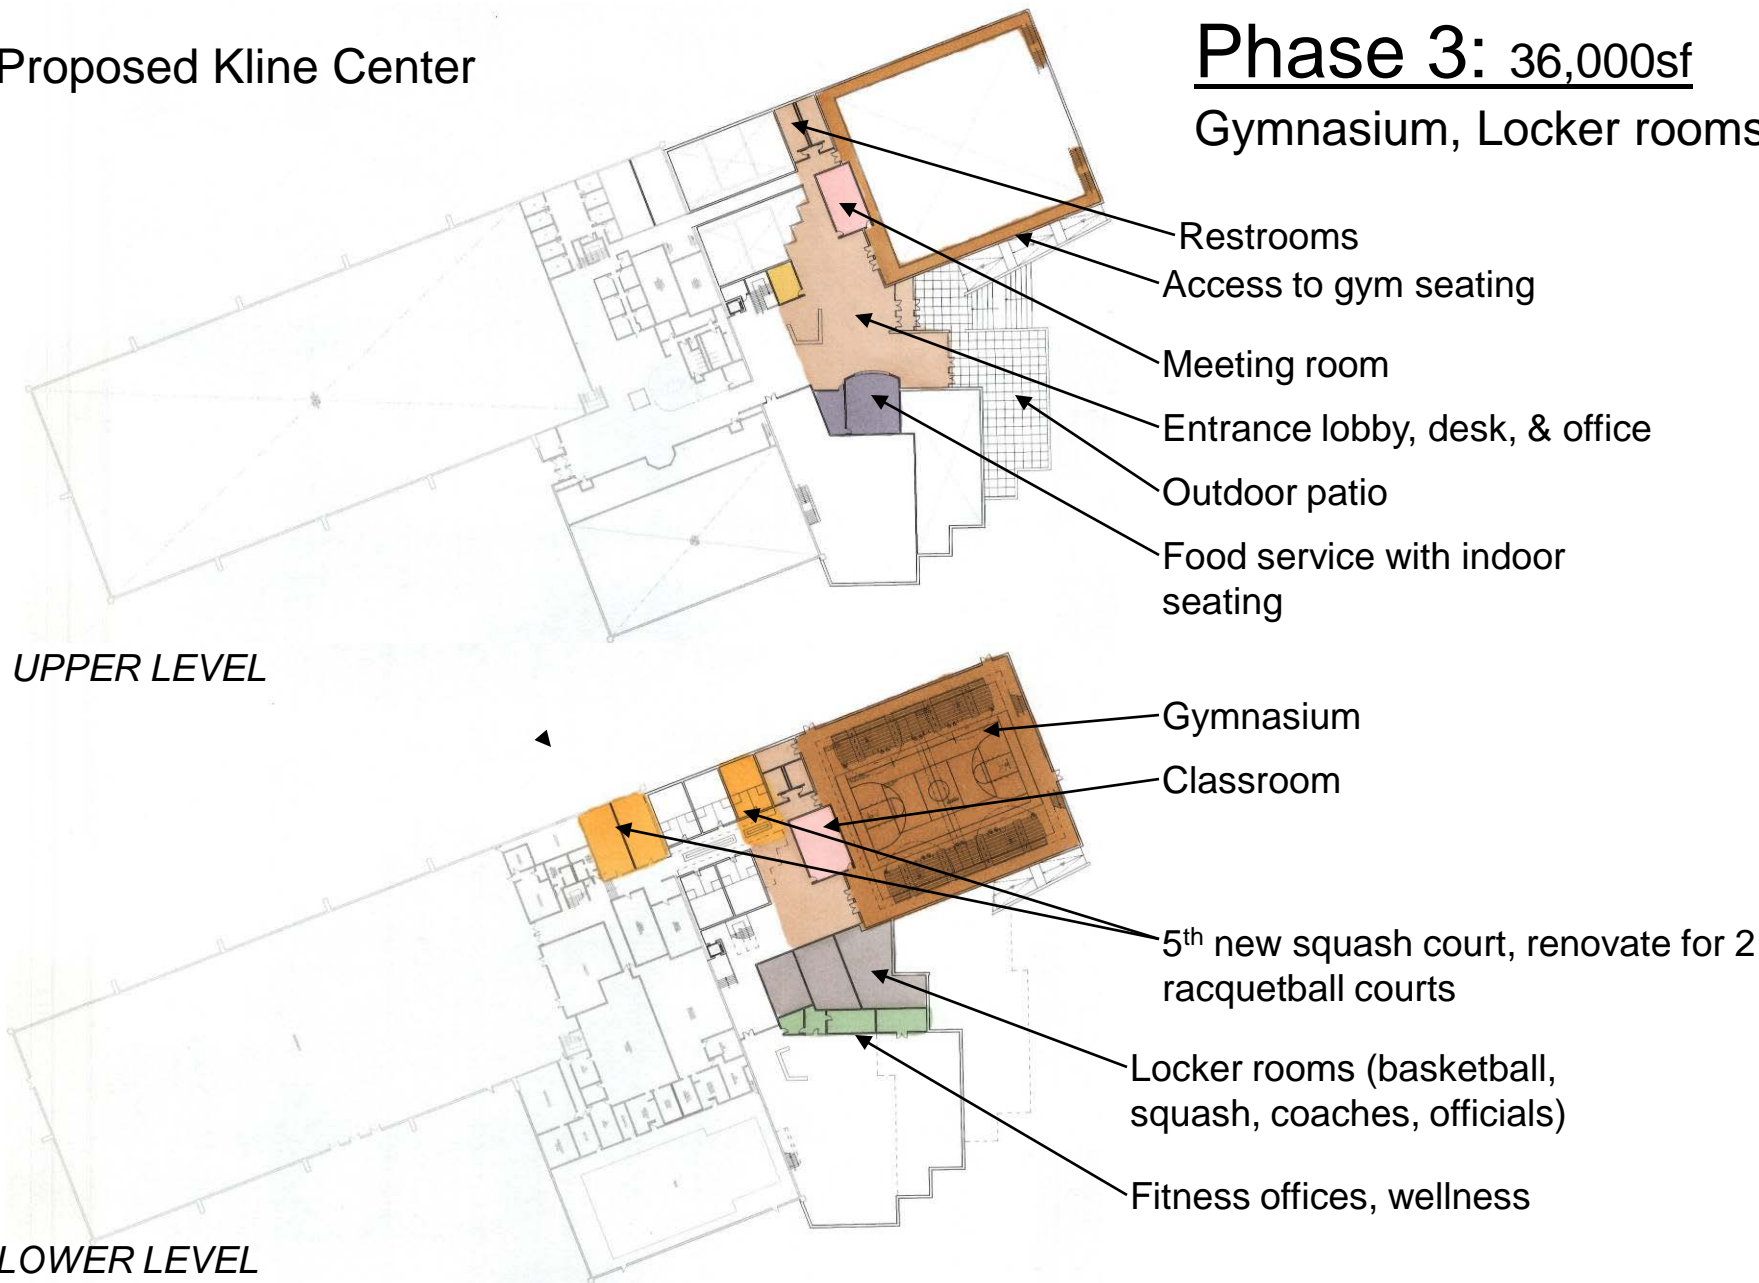 Proposed Kline Center
Phase 3: 36,000sf
Gymnasium, Locker rooms
Restrooms
Access to gym seating
Meeting room
Entrance lobby, desk, & office
Outdoor patio
Food service with indoor
seating
UPPER LEVEL
Gymnasium
Classroom
5th new squash court, renovate for 2
racquetball courts
Locker rooms (basketball,
squash, coaches, officials)
Fitness offices, wellness
LOWER LEVEL